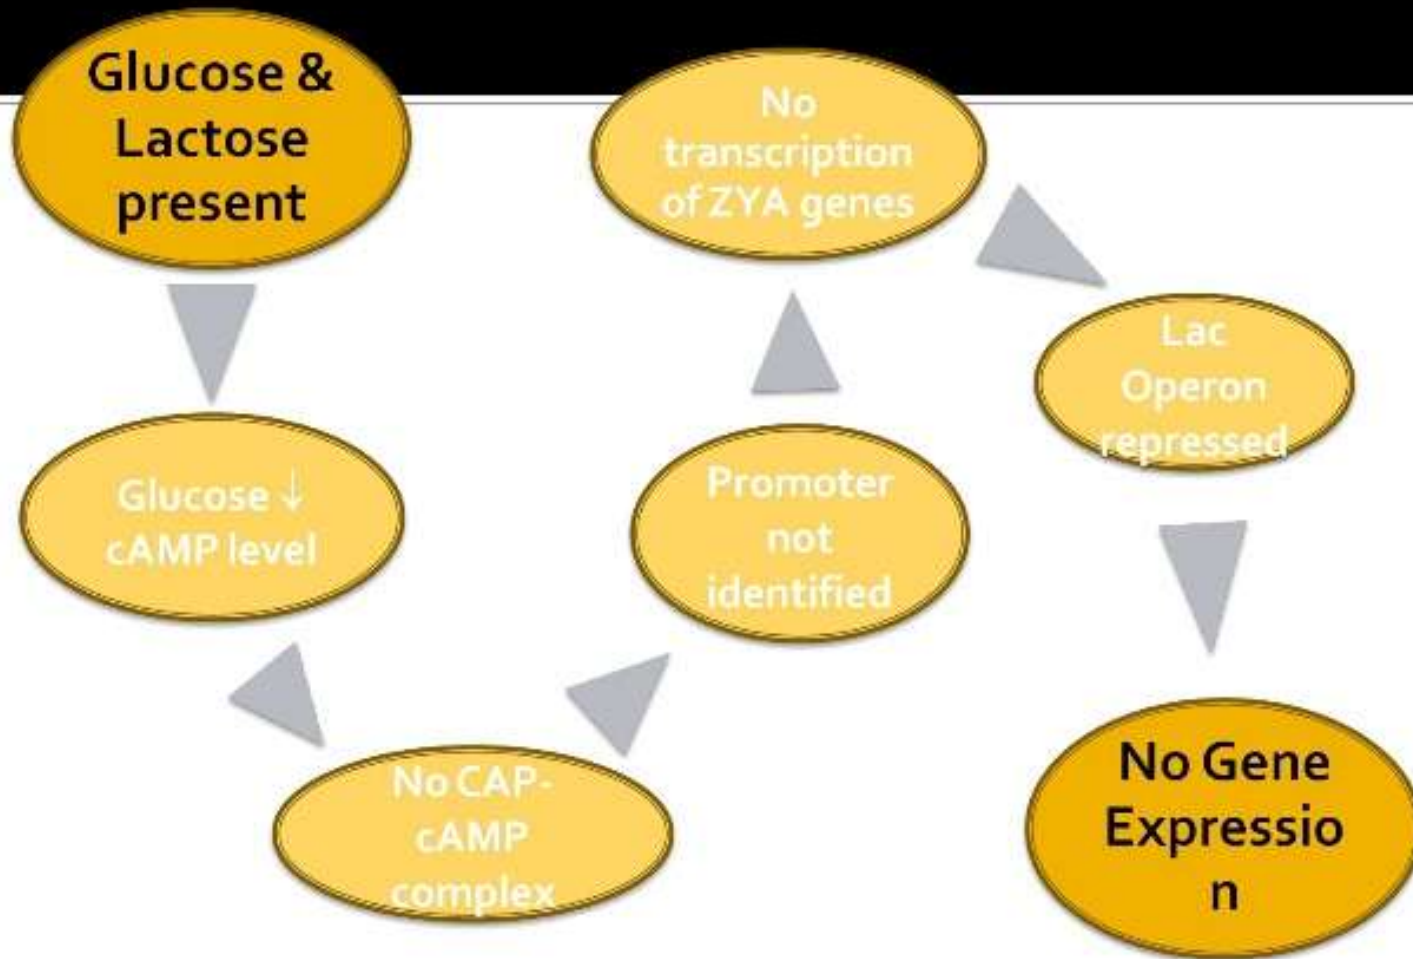 Glucose &
Lactose
present
Glucose ↓
cAMP level
No CAP-
cAMP
complex
Promoter
not
identified
No
transcription
of ZYA genes
Lac
Operon
repressed
No Gene
Expressio
n